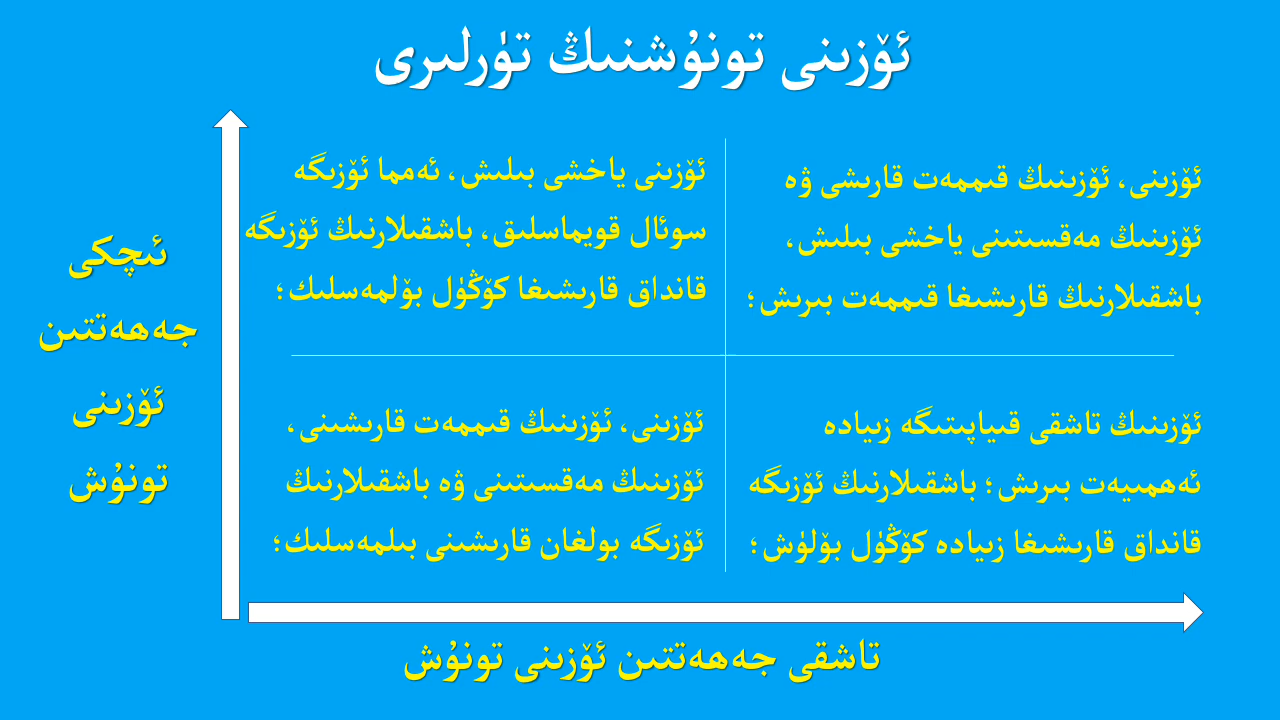 ئۆزىنى تونۇشنىڭ تۈرلىرى
ئۆزىنى، ئۆزىنىڭ قىممەت قارىشى ۋە
ئۆزىنىڭ مەقسىتىنى ياخشى بىلىش،
باشقىلارنىڭ قارىشىغا قىممەت بىرىش؛
ئۆزىنى ياخشى بىلىش، ئەمما ئۆزىگە
سوئال قويماسلىق، باشقىلارنىڭ ئۆزىگە
قانداق قارىشىغا كۆڭۈل بۆلمەسلىك؛
ئىچكى
جەھەتتىن
ئۆزىنى
تونۇش
ئۆزىنىڭ تاشقى قىياپىتىگە زىيادە
ئەھمىيەت بىرىش؛ باشقىلارنىڭ ئۆزىگە
قانداق قارىشىغا زىيادە كۆڭۈل بۆلۈش؛
ئۆزىنى، ئۆزىنىڭ قىممەت قارىشىنى،
ئۆزىنىڭ مەقسىتىنى ۋە باشقىلارنىڭ
ئۆزىگە بولغان قارىشىنى بىلمەسلىك؛
تاشقى جەھەتتىن ئۆزىنى تونۇش